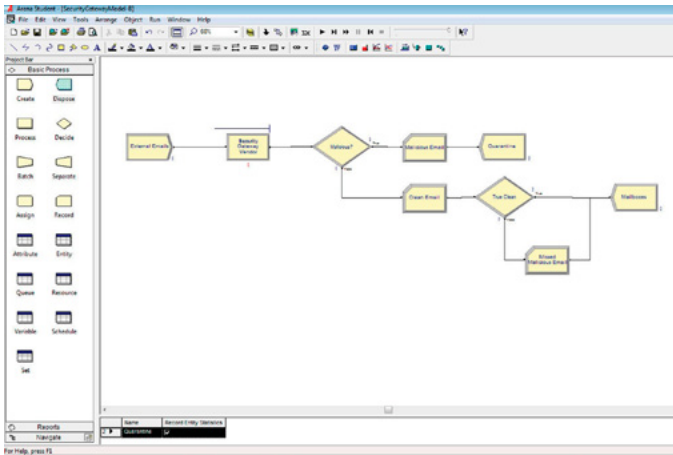 Arena Student - [SecurityGatewayModel-8]
File Edit View Tools Arrange Object Run Window Help
Project Bar
Basic Process
Create Dispose
Process Decide
Batch Separate
Assign Record
Attribute Entity
Queue Resource
Variable Schedule
Set
Reports
Navigate
External Emails
Security
Gateway
Vendor
Malicious Email
Quarantine
True
False
Clean Email
True Clean
True
False
Mailboxes
Missed
Malicious Email
Name Record Entity Statistics
Quarantine
For Help, press F1